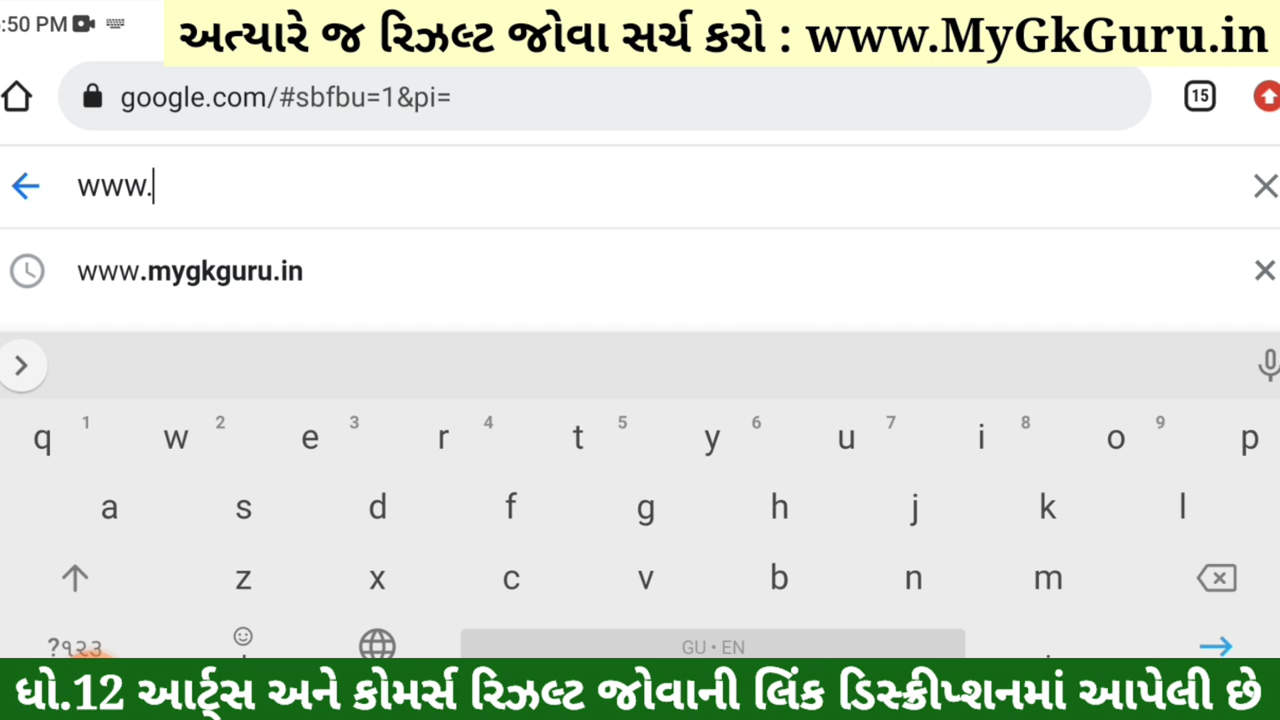 :50 PM
અત્યારે જ રિઝલ્ટ જોવા સર્ચ કરો : www.MyGkGuru.in
google.com/#sbfbu=1&pi=
15
www.
www.mygkguru.in
q 1 w 2 e 3 r 4 t 5 y 6 u 7 i 8 o 9 p
a s d f g h j k l
z x c v b n m
?૧૨૩ GU • EN
ધો.12 આર્ટ્સ અને કોમર્સ રિઝલ્ટ જોવાની લિંક ડિસ્ક્રીપ્શનમાં આપેલી છે